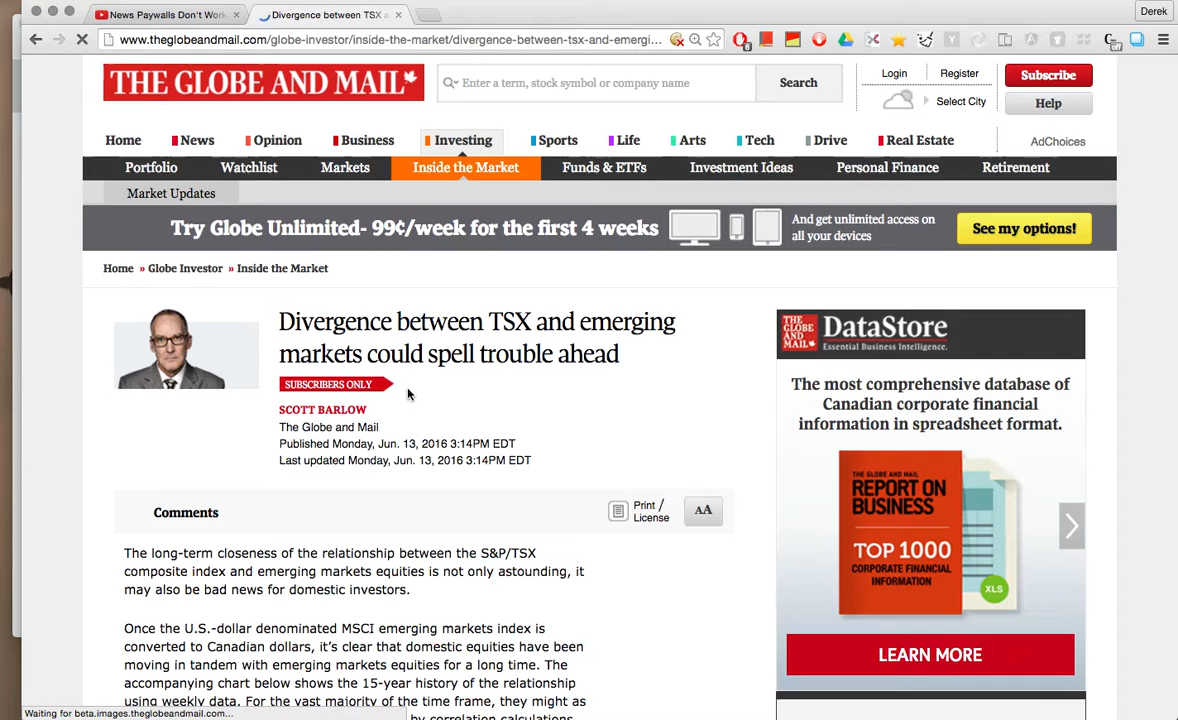 News Paywalls Don't Work
Divergence between TSX a
Derek
www.theglobeandmail.com/globe-investor/inside-the-market/divergence-between-tsx-and-emergi...
6
THE GLOBE AND MAIL
Enter a term, stock symbol or company name
Search
Login
Register
Select City
Subscribe
Help
Home
News
Opinion
Business
Investing
Sports
Life
Arts
Tech
Drive
Real Estate
AdChoices
Portfolio
Watchlist
Markets
Inside the Market
Funds & ETFs
Investment Ideas
Personal Finance
Retirement
Market Updates
Try Globe Unlimited- 99¢/week for the first 4 weeks
And get unlimited access on
all your devices
See my options!
Home » Globe Investor » Inside the Market
Divergence between TSX and emerging
markets could spell trouble ahead
SUBSCRIBERS ONLY
SCOTT BARLOW
The Globe and Mail
Published Monday, Jun. 13, 2016 3:14PM EDT
Last updated Monday, Jun. 13, 2016 3:14PM EDT
Comments
Print /
License
AA
The long-term closeness of the relationship between the S&P/TSX
composite index and emerging markets equities is not only astounding, it
may also be bad news for domestic investors.
Once the U.S.-dollar denominated MSCI emerging markets index is
converted to Canadian dollars, it's clear that domestic equities have been
moving in tandem with emerging markets equities for a long time. The
accompanying chart below shows the 15-year history of the relationship
using weekly data. For the vast majority of the time frame, they might as
by correlation calculations
THE
GLOBE
AND
MAIL
DataStore
Essential Business Intelligence.
The most comprehensive database of
Canadian corporate financial
information in spreadsheet format.
THE GLOBE AND MAIL
REPORT ON
BUSINESS
TOP 1000
CORPORATE FINANCIAL
INFORMATION
XLS
LEARN MORE
Waiting for beta.images.theglobeandmail.com...